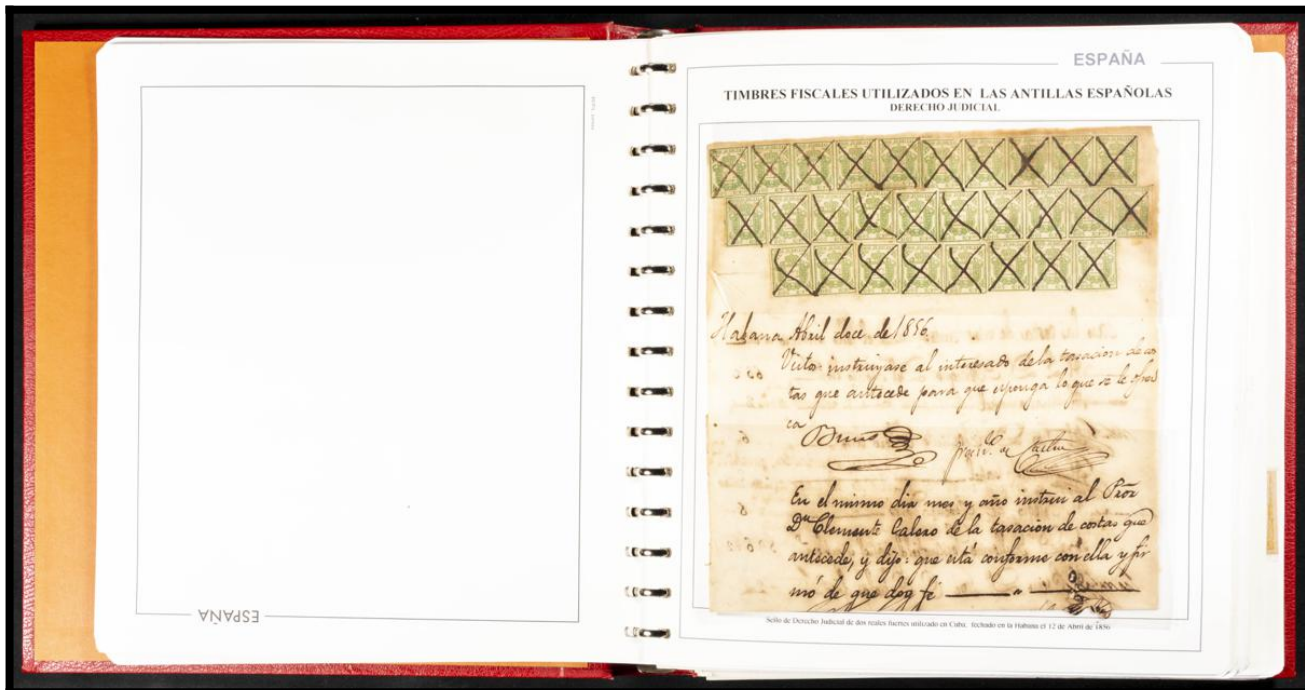 ESPAÑA
ESPAÑA
TIMBRES FISCALES UTILIZADOS EN LAS ANTILLAS ESPAÑOLAS
DERECHO JUDICIAL
Habana Abril doce de 1856
Vistos instruyase al interesado de la tasacion de cos
tas que antecede para que esponga lo que se le ofrez
ca
En el mismo dia mes y año instrui al Pror
Dn Clemente Calero de la tasacion de costas que
antecede, y dijo: que está conforme con ella y fir
mó de que doy fé
Sello de Derecho Judicial de dos reales fuertes utilizado en Cuba, fechado en la Habana el 12 de Abril de 1856